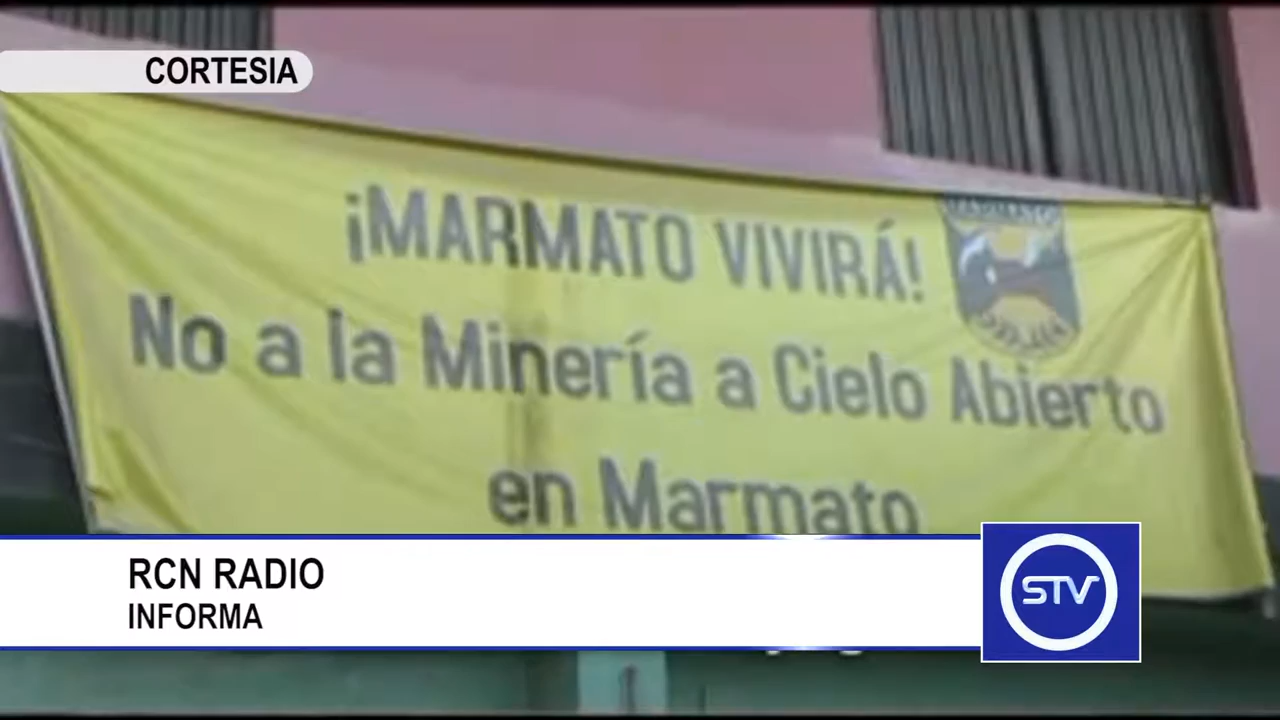 CORTESIA
¡MARMATO VIVIRÁ!
No a la Minería a Cielo Abierto
en Marmato
RCN RADIO
INFORMA
STV